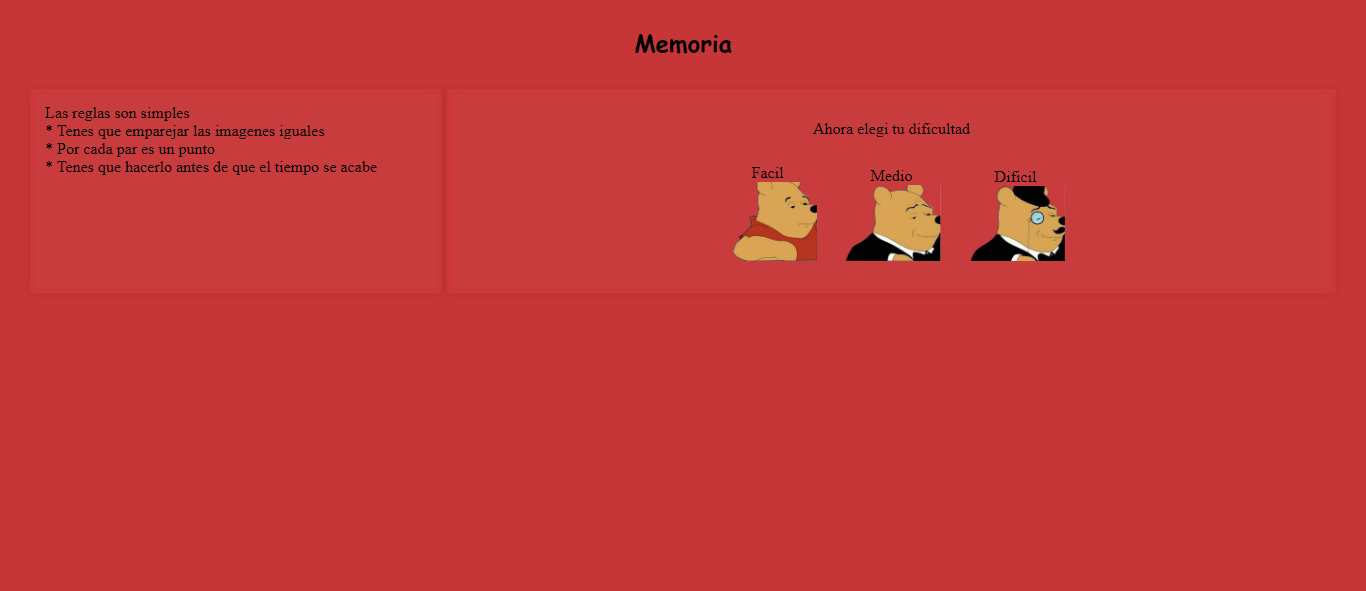 Memoria
Las reglas son simples
* Tenes que emparejar las imagenes iguales
* Por cada par es un punto
* Tenes que hacerlo antes de que el tiempo se acabe
Ahora elegi tu dificultad
Facil
Medio
Dificil